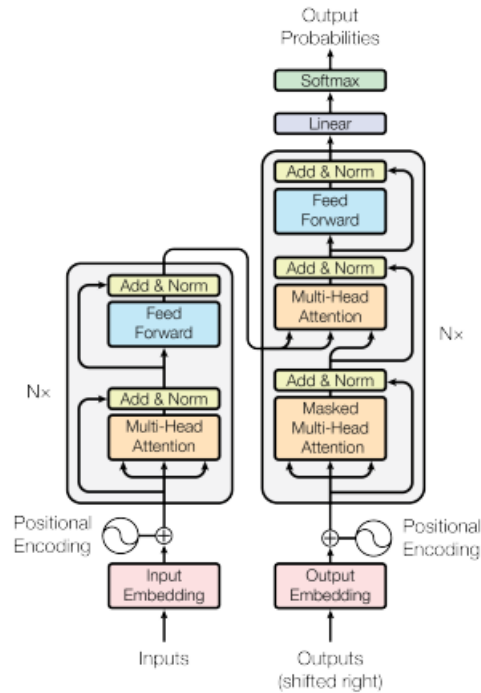 Output
Probabilities
Softmax
Linear
Add & Norm
Feed
Forward
Add & Norm
Multi-Head
Attention
Add & Norm
Masked
Multi-Head
Attention
N×
Add & Norm
Feed
Forward
Add & Norm
Multi-Head
Attention
N×
Positional
Encoding
Positional
Encoding
Input
Embedding
Output
Embedding
Inputs
Outputs
(shifted right)